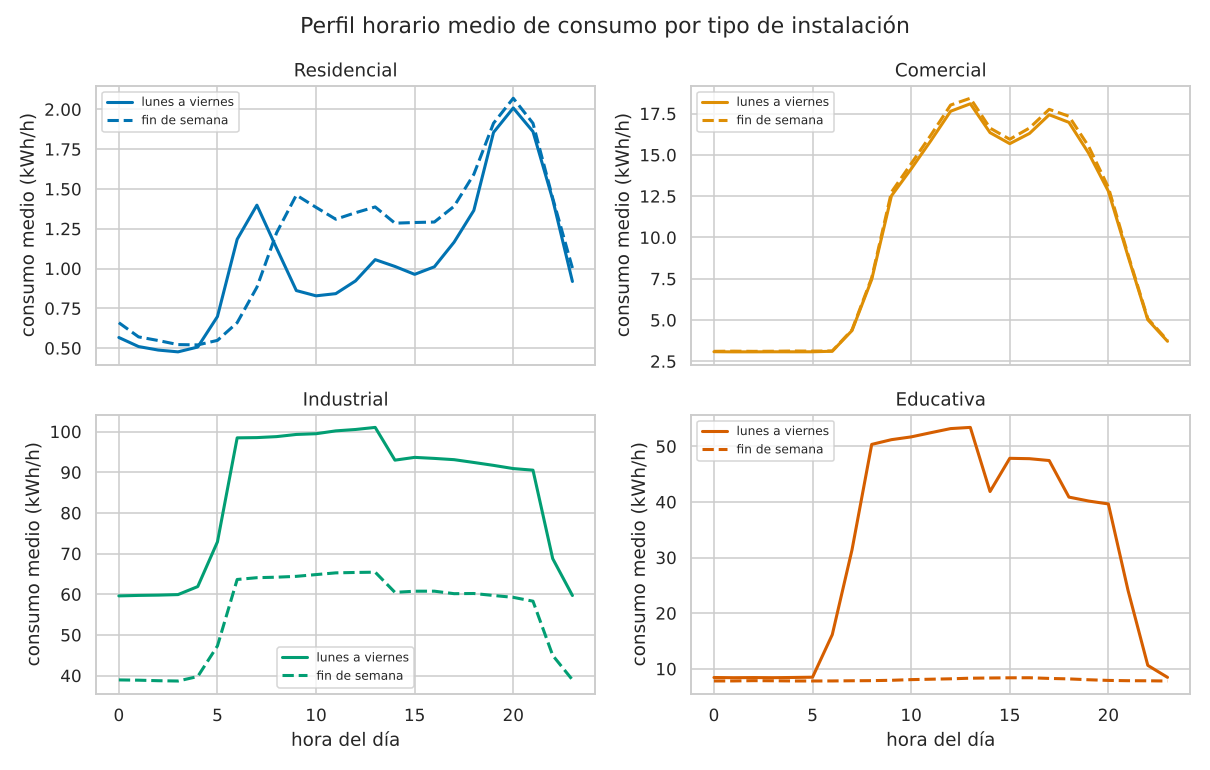 Perfil horario medio de consumo por tipo de instalación
Residencial
consumo medio (kWh/h)
2.00
1.75
1.50
1.25
1.00
0.75
0.50
lunes a viernes
fin de semana
Comercial
consumo medio (kWh/h)
17.5
15.0
12.5
10.0
7.5
5.0
2.5
lunes a viernes
fin de semana
Industrial
consumo medio (kWh/h)
100
90
80
70
60
50
40
lunes a viernes
fin de semana
0 5 10 15 20
hora del día
Educativa
consumo medio (kWh/h)
50
40
30
20
10
lunes a viernes
fin de semana
0 5 10 15 20
hora del día